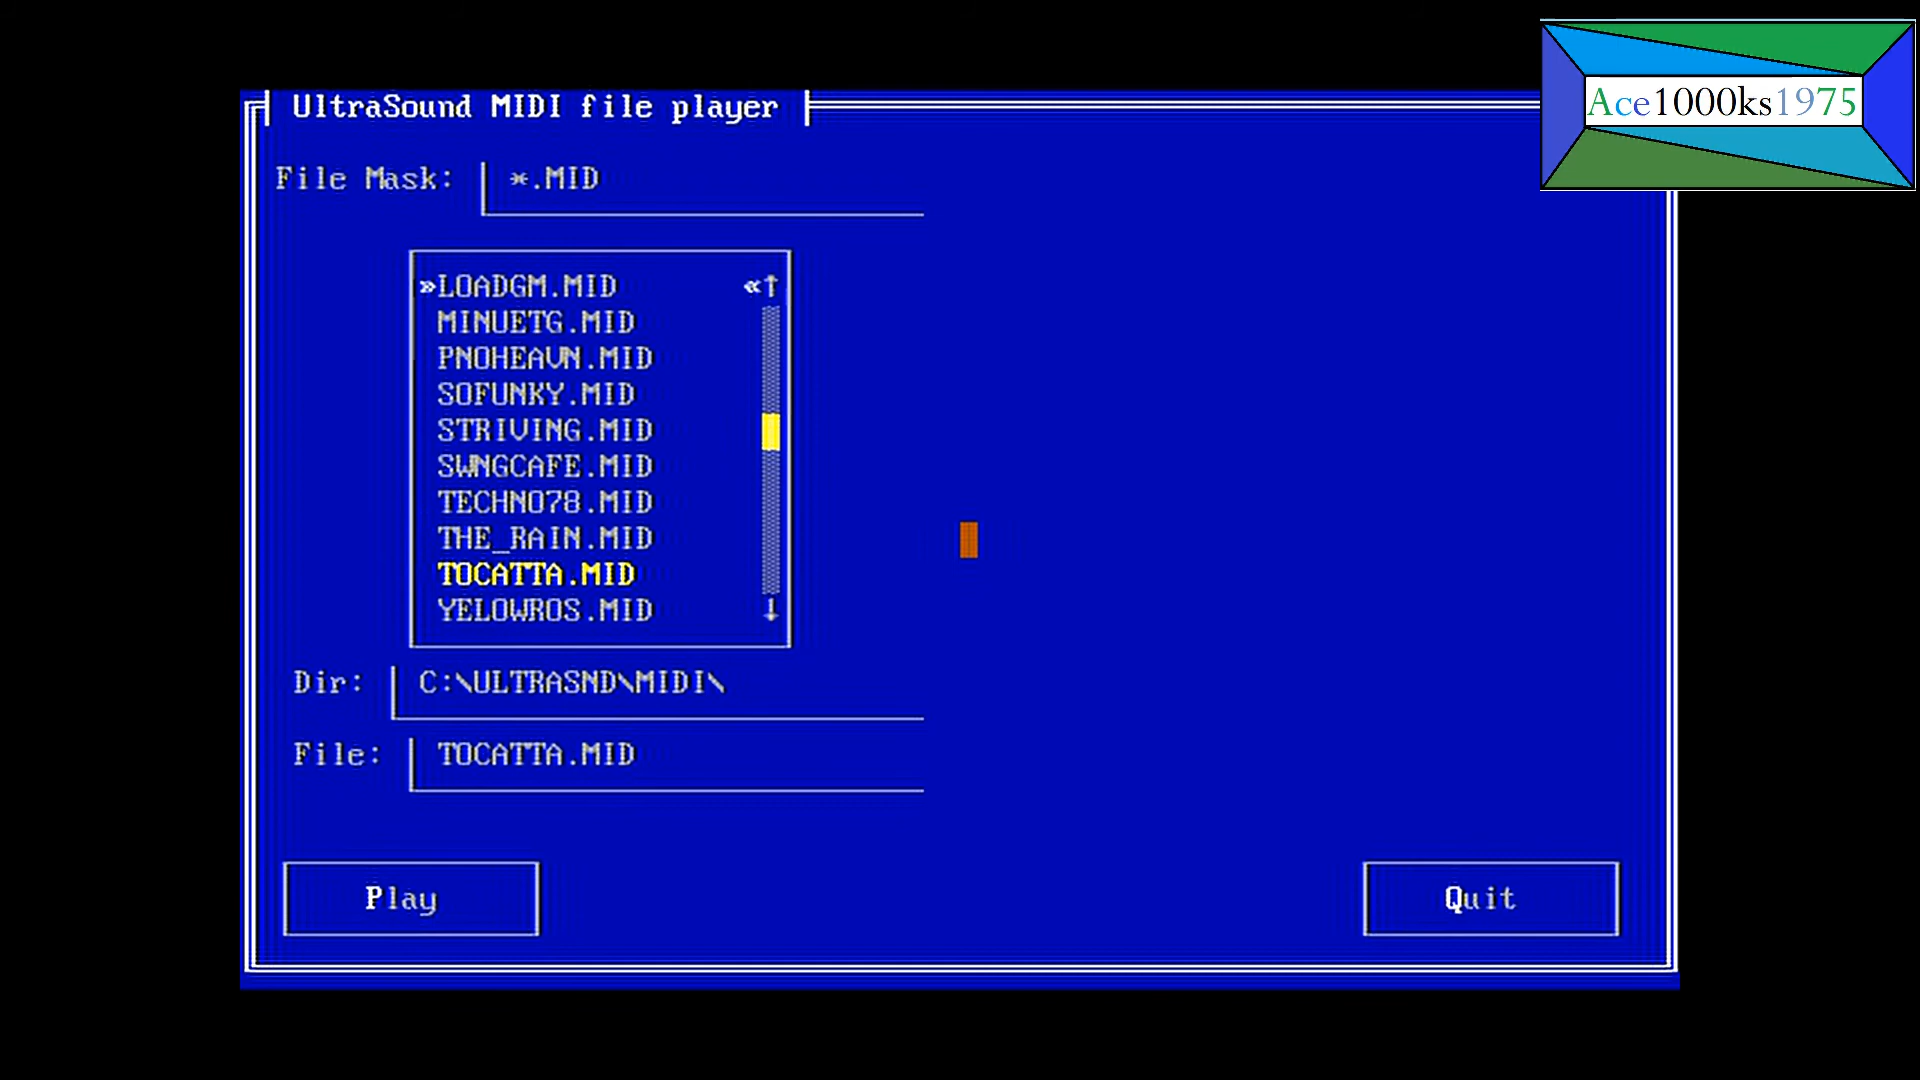 UltraSound MIDI file player
Ace1000ks1975
File Mask: *.MID
»LOADGM.MID «↑
MINUETG.MID
PNOHEAVN.MID
SOFUNKY.MID
STRIVING.MID
SWNGCAFE.MID
TECHNO78.MID
THE_RAIN.MID
TOCATTA.MID
YELOWROS.MID ↓
Dir: C:\ULTRASND\MIDI\
File: TOCATTA.MID
Play Quit